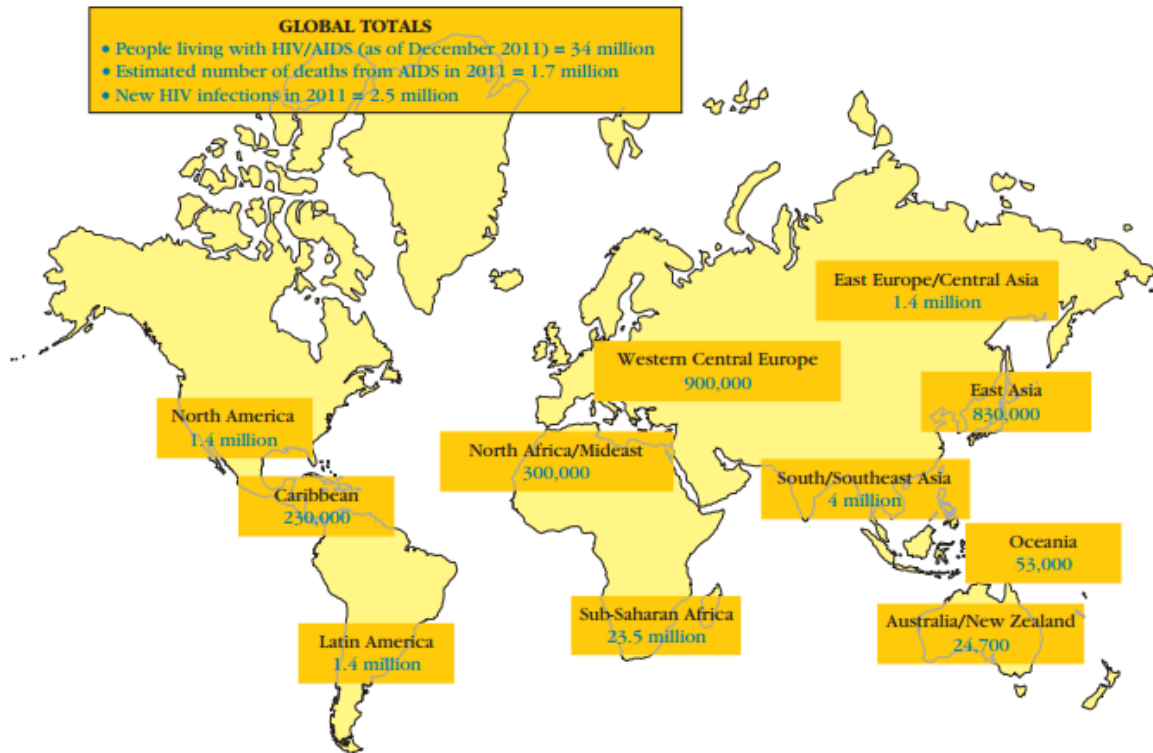 GLOBAL TOTALS
• People living with HIV/AIDS (as of December 2011) = 34 million
• Estimated number of deaths from AIDS in 2011 = 1.7 million
• New HIV infections in 2011 = 2.5 million
East Europe/Central Asia
1.4 million
Western Central Europe
900,000
East Asia
830,000
North America
1.4 million
North Africa/Mideast
300,000
South/Southeast Asia
4 million
Caribbean
230,000
Oceania
53,000
Sub-Saharan Africa
23.5 million
Australia/New Zealand
24,700
Latin America
1.4 million